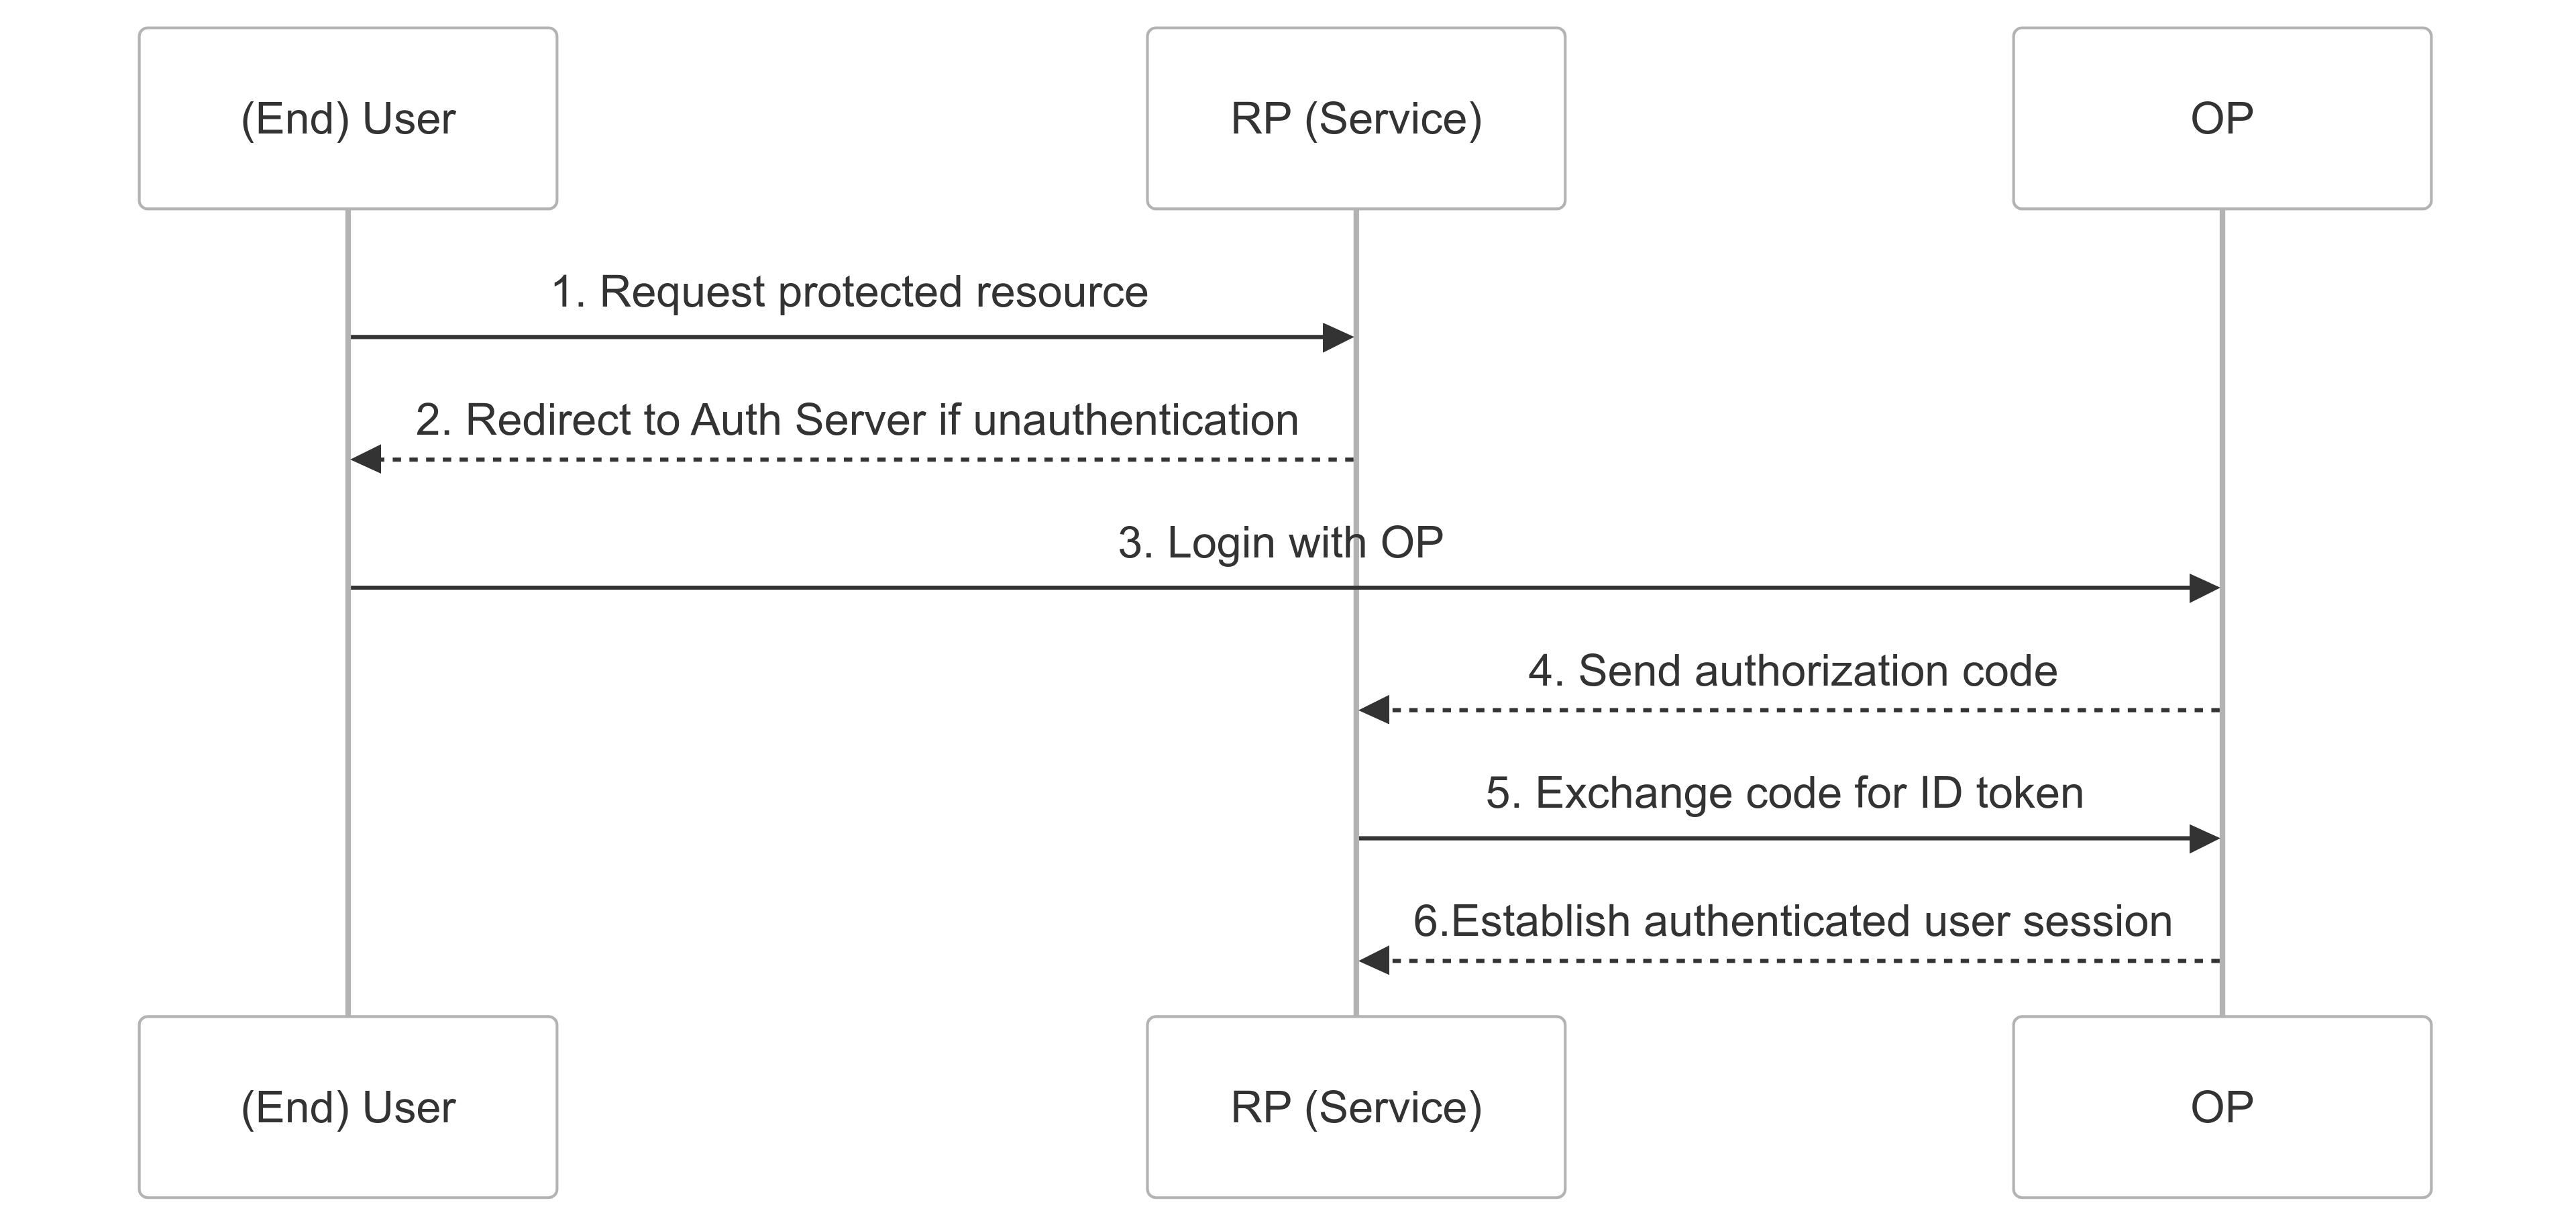 (End) User
RP (Service)
OP
1. Request protected resource
2. Redirect to Auth Server if unauthentication
3. Login with OP
4. Send authorization code
5. Exchange code for ID token
6.Establish authenticated user session
(End) User
RP (Service)
OP